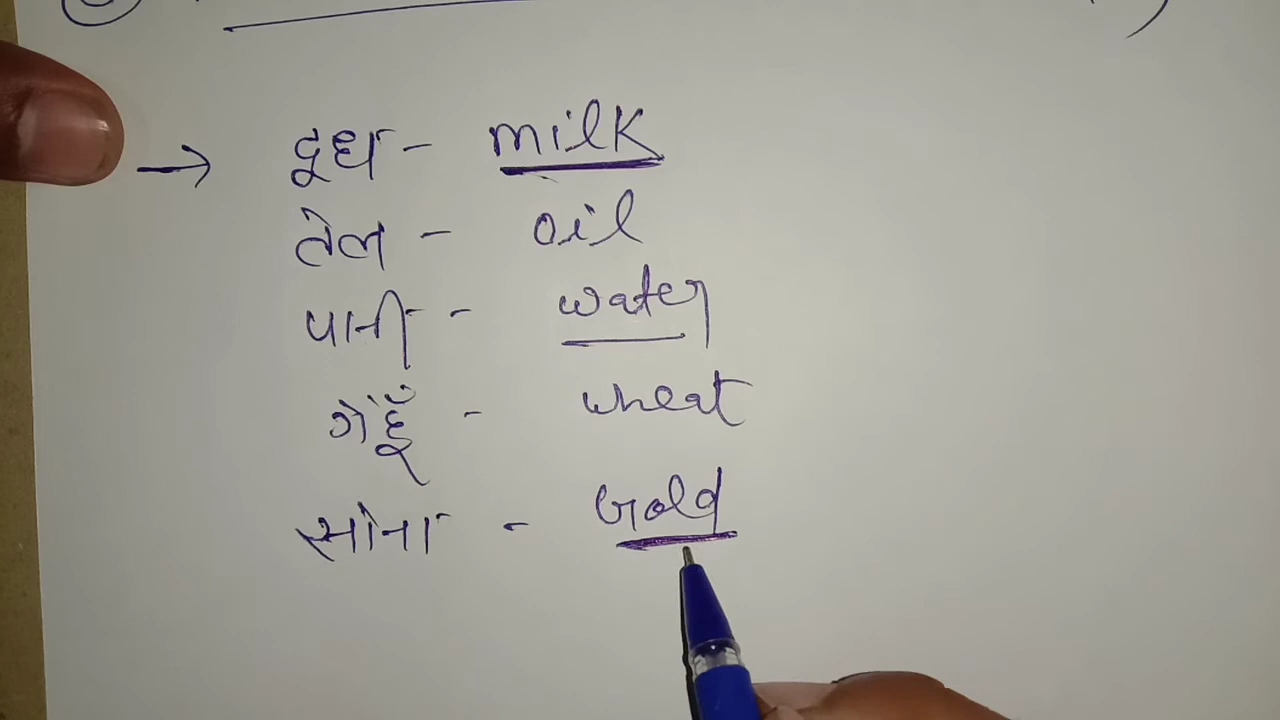 दूध - milk
तेल - oil
पानी - water
गेहूँ - wheat
सोना - Gold